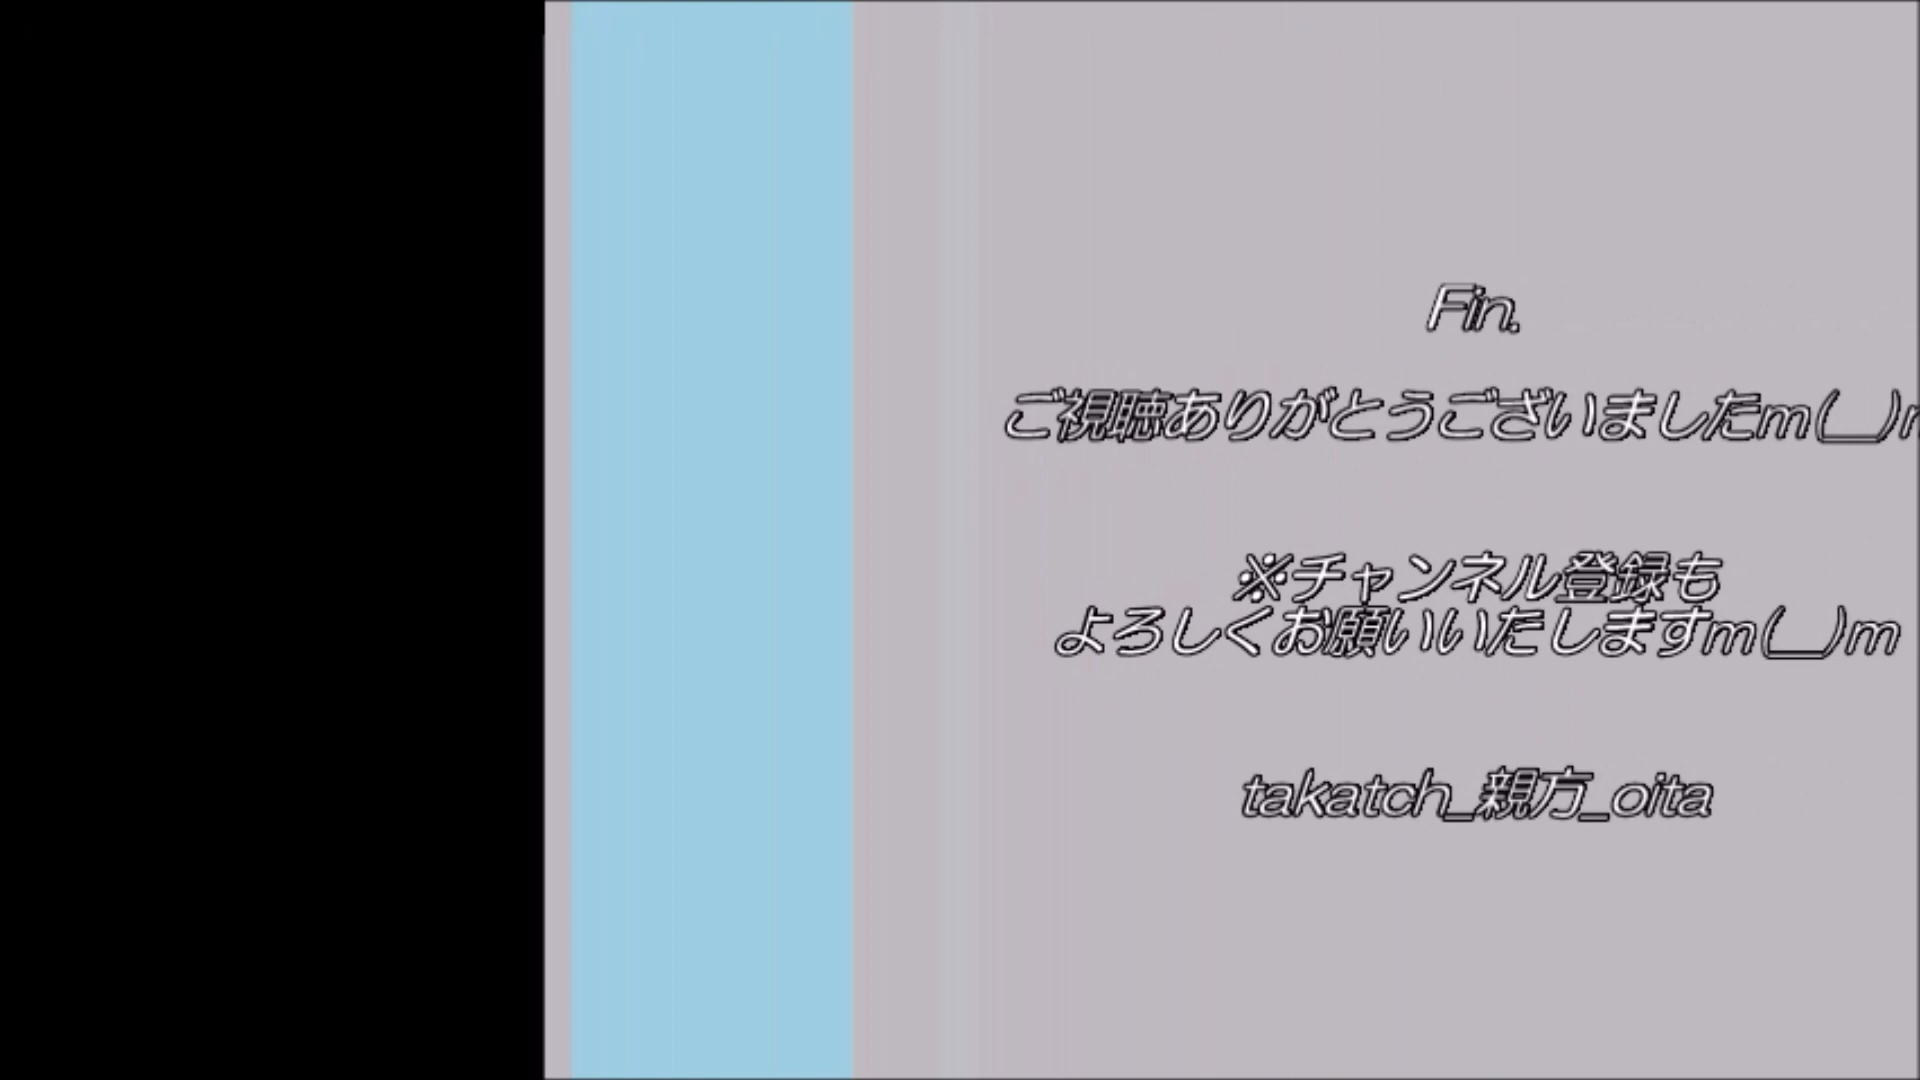 Fin.
ご視聴ありがとうございましたm(__)m
※チャンネル登録も
よろしくお願いいたしますm(__)m
takatch_親方_oita